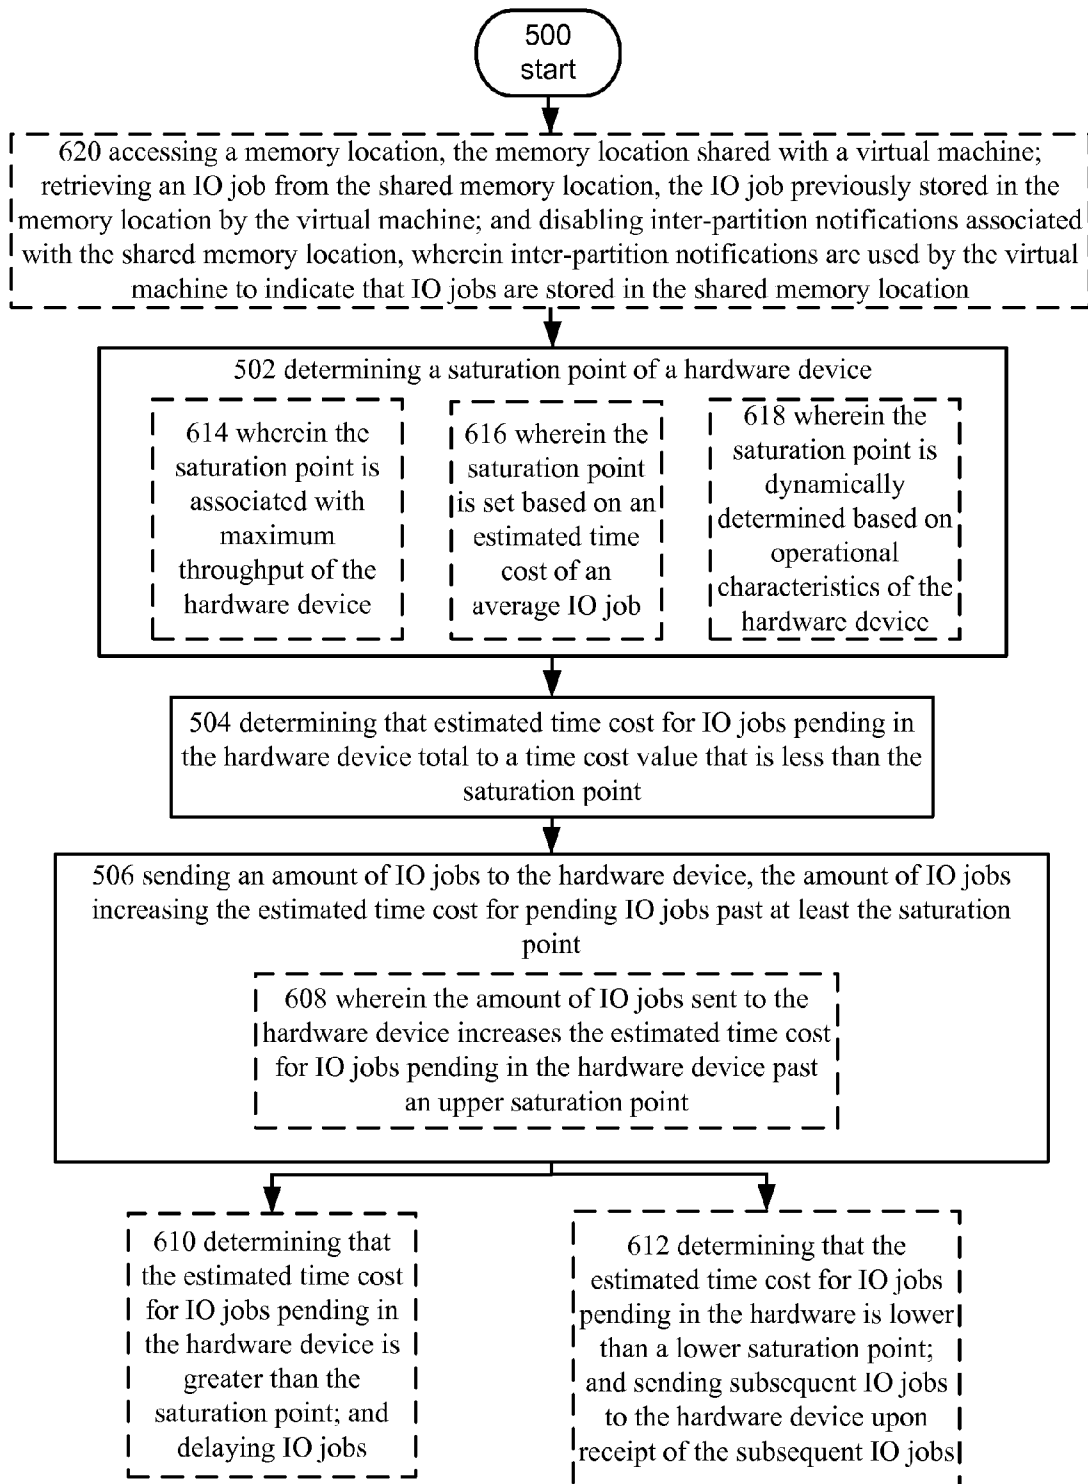 500
start
620 accessing a memory location, the memory location shared with a virtual machine;
retrieving an IO job from the shared memory location, the IO job previously stored in the
memory location by the virtual machine; and disabling inter-partition notifications associated
with the shared memory location, wherein inter-partition notifications are used by the virtual
machine to indicate that IO jobs are stored in the shared memory location
502 determining a saturation point of a hardware device
614 wherein the
saturation point is
associated with
maximum
throughput of the
hardware device
616 wherein the
saturation point
is set based on an
estimated time
cost of an
average IO job
618 wherein the
saturation point is
dynamically
determined based on
operational
characteristics of the
hardware device
504 determining that estimated time cost for IO jobs pending in
the hardware device total to a time cost value that is less than the
saturation point
506 sending an amount of IO jobs to the hardware device, the amount of IO jobs
increasing the estimated time cost for pending IO jobs past at least the saturation
point
608 wherein the amount of IO jobs sent to the
hardware device increases the estimated time cost
for IO jobs pending in the hardware device past
an upper saturation point
610 determining that
the estimated time cost
for IO jobs pending in
the hardware device is
greater than the
saturation point; and
delaying IO jobs
612 determining that the
estimated time cost for IO jobs
pending in the hardware is lower
than a lower saturation point;
and sending subsequent IO jobs
to the hardware device upon
receipt of the subsequent IO jobs